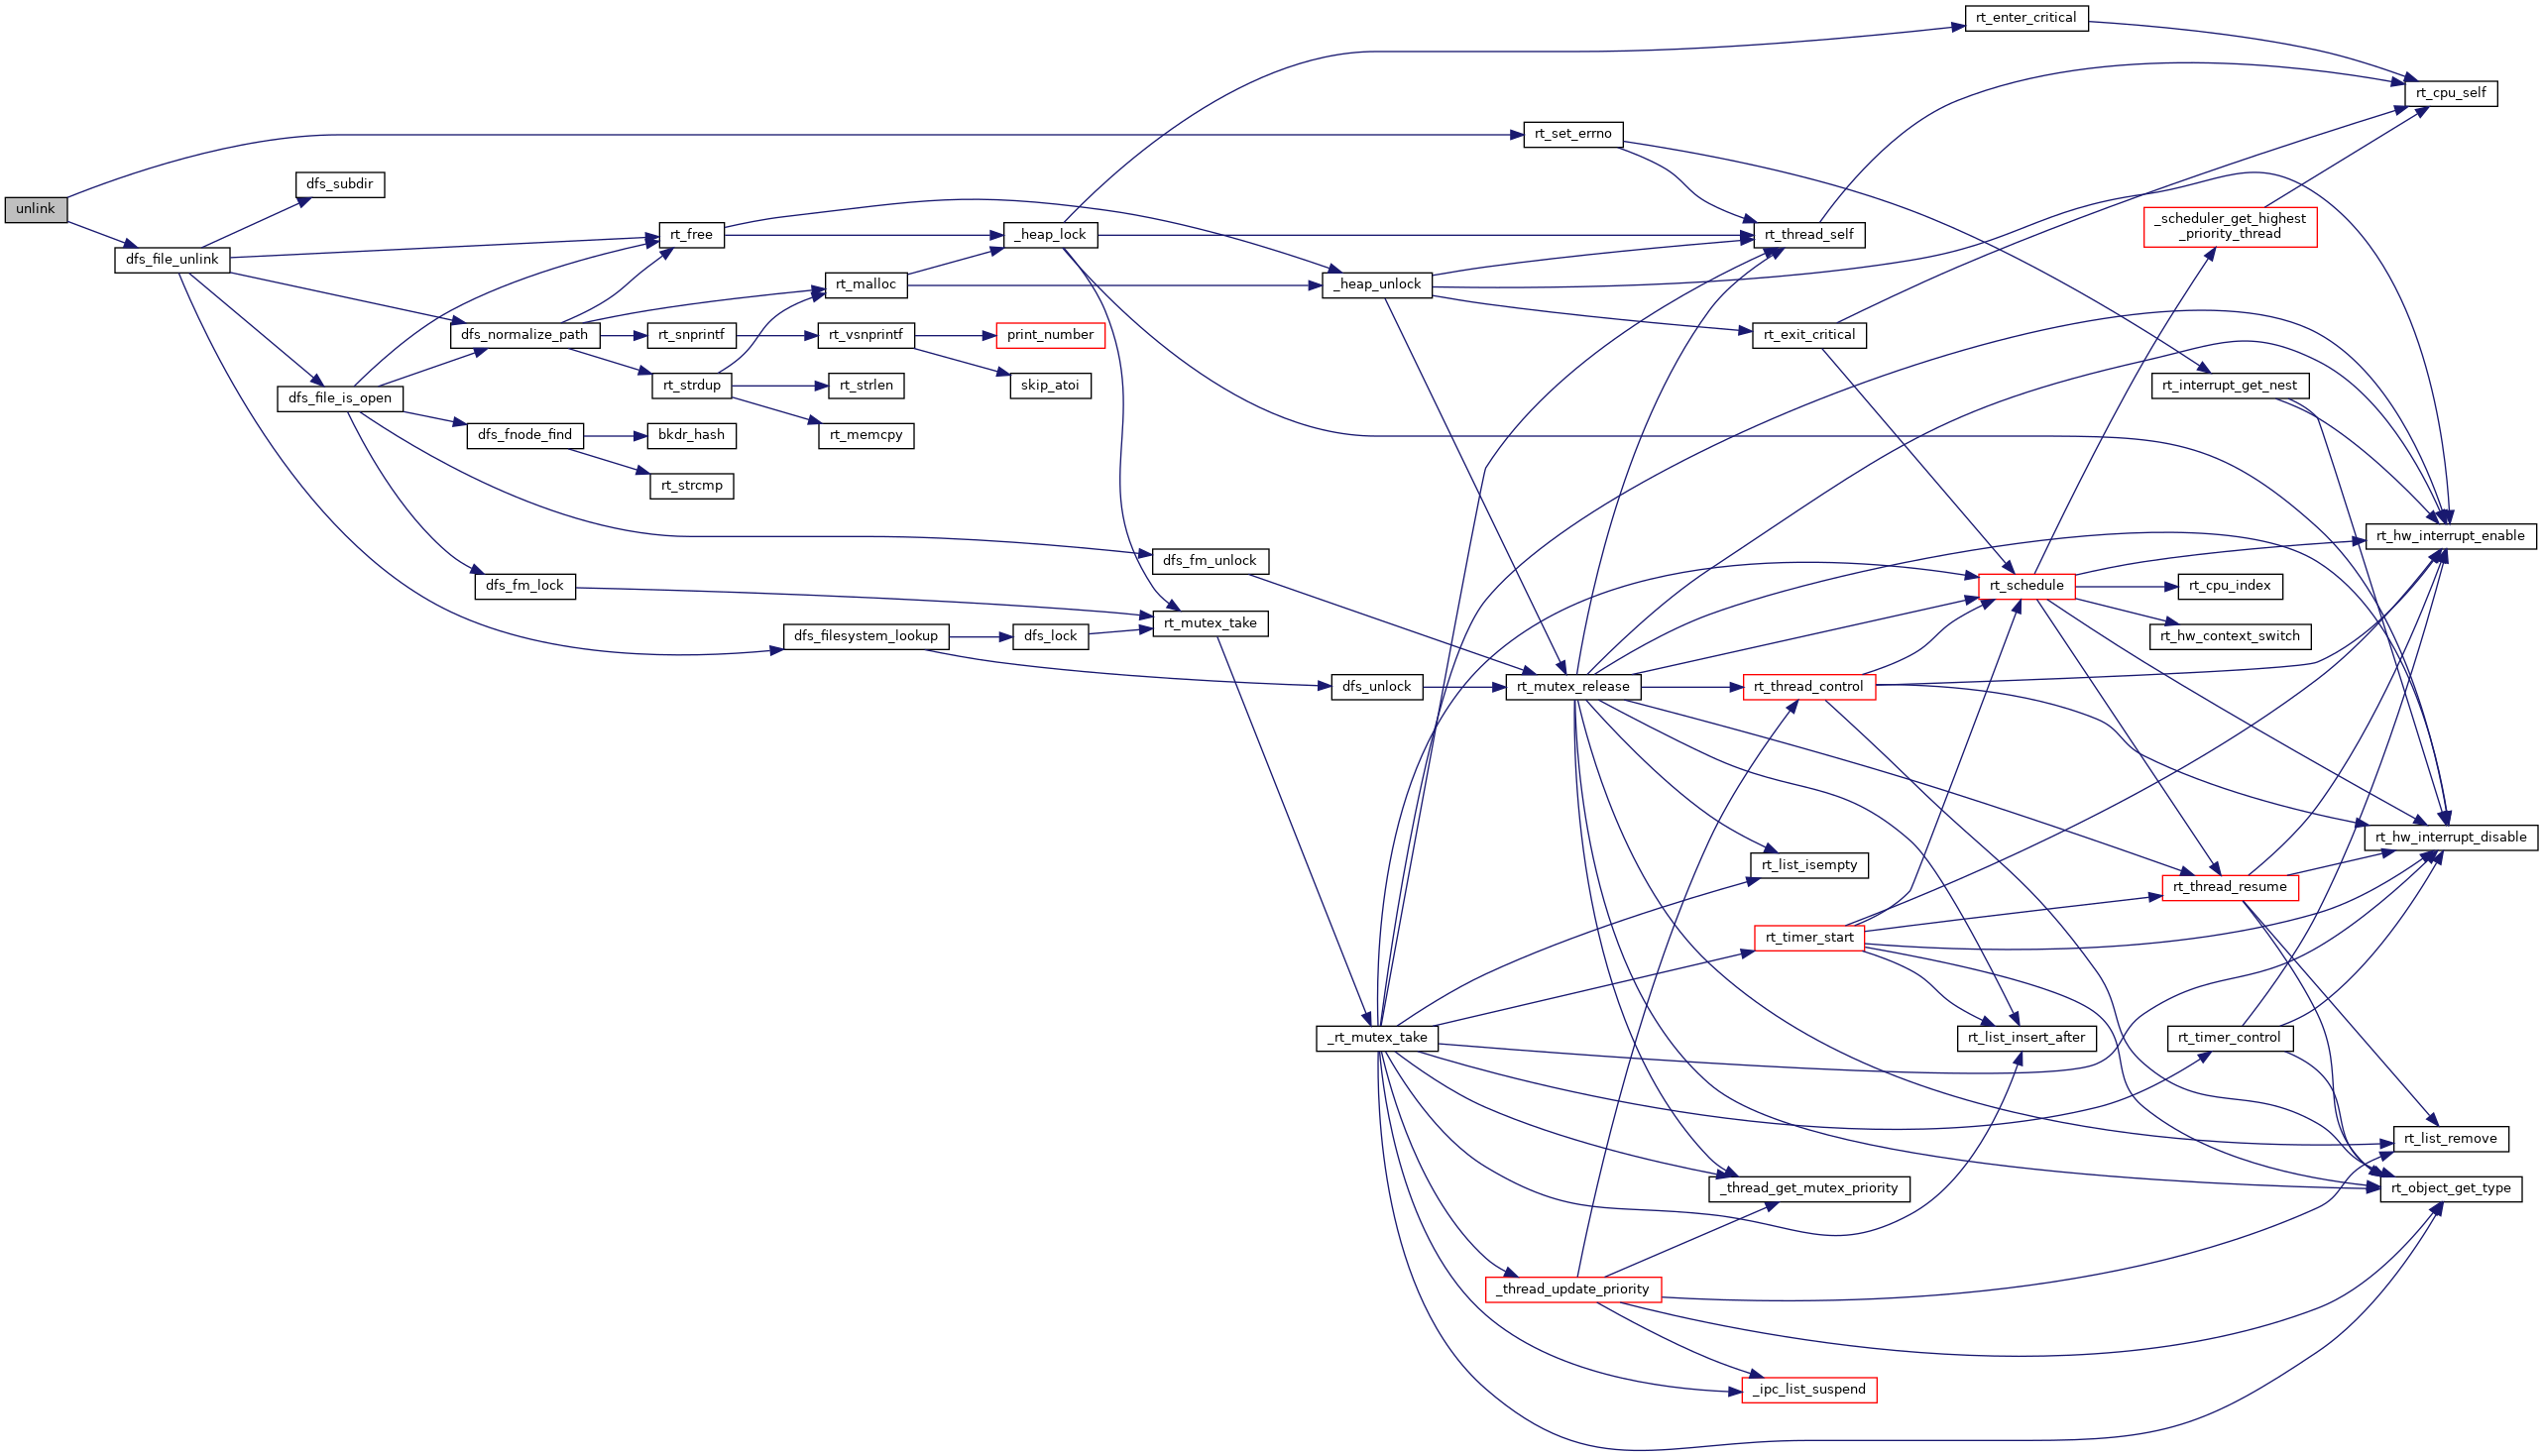 unlink
dfs_file_unlink
dfs_subdir
dfs_file_is_open
rt_free
dfs_normalize_path
rt_snprintf
rt_strdup
dfs_fnode_find
bkdr_hash
rt_strcmp
dfs_fm_lock
dfs_filesystem_lookup
rt_malloc
rt_vsnprintf
rt_strlen
rt_memcpy
_heap_lock
print_number
skip_atoi
dfs_fm_unlock
rt_mutex_take
dfs_lock
dfs_unlock
_heap_unlock
_rt_mutex_take
rt_set_errno
rt_mutex_release
_thread_update_priority
rt_thread_self
rt_exit_critical
rt_thread_control
rt_list_isempty
rt_timer_start
_thread_get_mutex_priority
_ipc_list_suspend
rt_enter_critical
rt_schedule
rt_list_insert_after
_scheduler_get_highest
_priority_thread
rt_interrupt_get_nest
rt_cpu_index
rt_hw_context_switch
rt_thread_resume
rt_timer_control
rt_cpu_self
rt_hw_interrupt_enable
rt_hw_interrupt_disable
rt_list_remove
rt_object_get_type